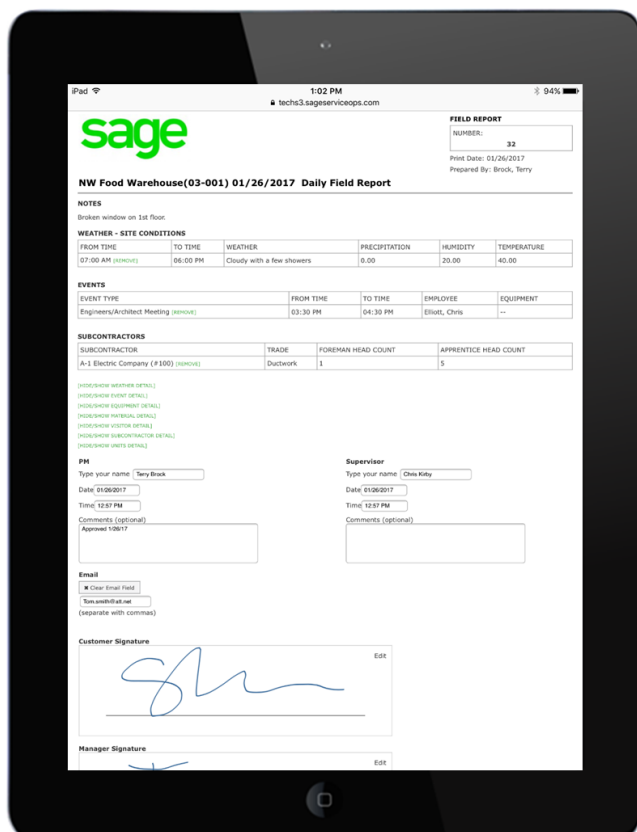 iPad 1:02 PM 94%
techs3.sageserviceops.com
sage
FIELD REPORT
NUMBER:
32
Print Date: 01/26/2017
Prepared By: Brock, Terry
NW Food Warehouse(03-001) 01/26/2017 Daily Field Report
NOTES
Broken window on 1st floor.
WEATHER - SITE CONDITIONS
FROM TIME TO TIME WEATHER PRECIPITATION HUMIDITY TEMPERATURE
07:00 AM [REMOVE] 06:00 PM Cloudy with a few showers 0.00 20.00 40.00
EVENTS
EVENT TYPE FROM TIME TO TIME EMPLOYEE EQUIPMENT
Engineers/Architect Meeting [REMOVE] 03:30 PM 04:30 PM Elliott, Chris --
SUBCONTRACTORS
SUBCONTRACTOR TRADE FOREMAN HEAD COUNT APPRENTICE HEAD COUNT
A-1 Electric Company (#100) [REMOVE] Ductwork 1 5
[HIDE/SHOW WEATHER DETAIL]
[HIDE/SHOW EVENT DETAIL]
[HIDE/SHOW EQUIPMENT DETAIL]
[HIDE/SHOW MATERIAL DETAIL]
[HIDE/SHOW VISITOR DETAIL]
[HIDE/SHOW SUBCONTRACTOR DETAIL]
[HIDE/SHOW UNITS DETAIL]
PM
Type your name Terry Brock
Date 01/26/2017
Time 12:57 PM
Comments (optional)
Approved 1/26/17
Supervisor
Type your name Chris Kirby
Date 01/26/2017
Time 12:57 PM
Comments (optional)
Email
✖ Clear Email Field
Tom.smith@att.net
(separate with commas)
Customer Signature
Edit
Manager Signature
Edit